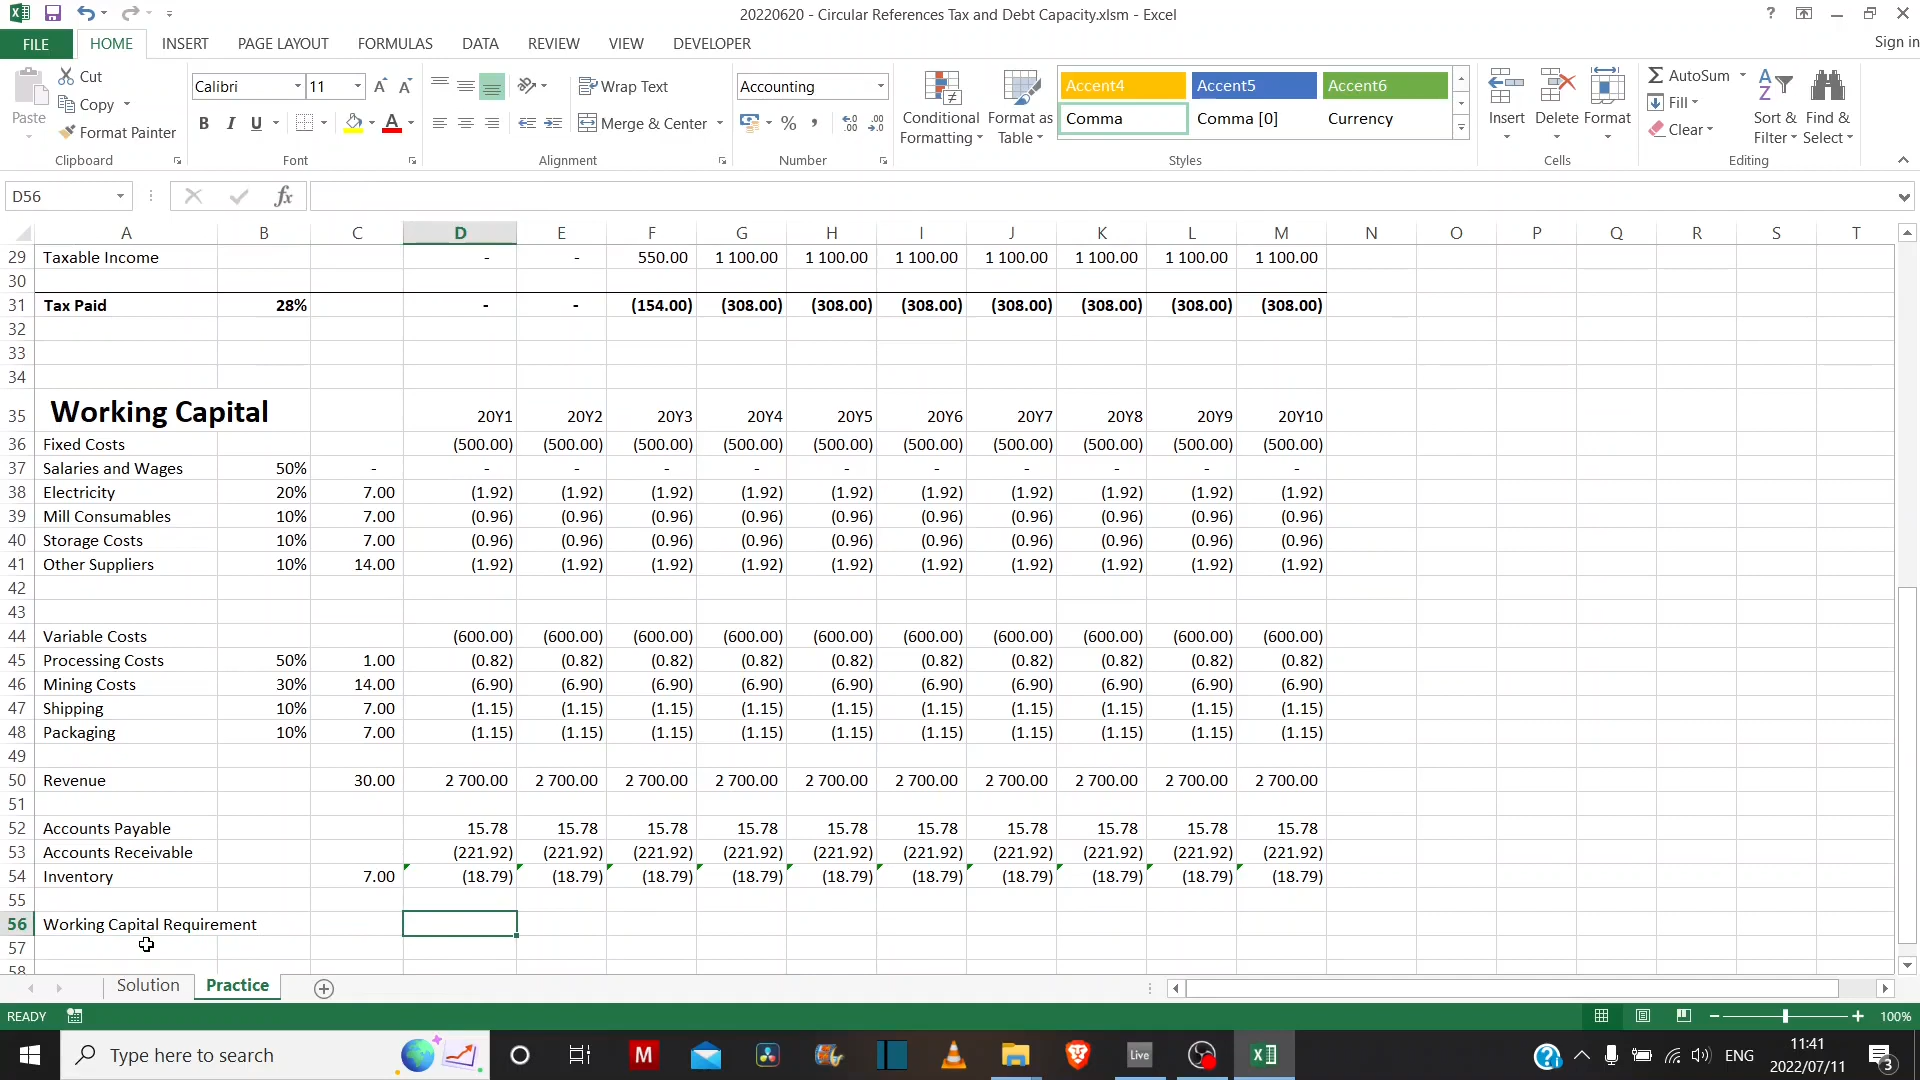 20220620 - Circular References Tax and Debt Capacity.xlsm - Excel
FILE HOME INSERT PAGE LAYOUT FORMULAS DATA REVIEW VIEW DEVELOPER Sign in
Paste Cut Copy Format Painter Clipboard
Calibri 11 B I U A Font
Wrap Text Merge & Center Alignment
Accounting % Number
Conditional Formatting Format as Table
Accent4 Accent5 Accent6
Comma Comma [0] Currency
Styles
Insert Delete Format Cells
AutoSum Fill Clear Sort & Filter Find & Select Editing
D56 fx
A B C D E F G H I J K L M N O P Q R S T
29 Taxable Income - - 550.00 1 100.00 1 100.00 1 100.00 1 100.00 1 100.00 1 100.00 1 100.00
30
31 Tax Paid 28% - - (154.00) (308.00) (308.00) (308.00) (308.00) (308.00) (308.00) (308.00)
32
33
34
35 Working Capital 20Y1 20Y2 20Y3 20Y4 20Y5 20Y6 20Y7 20Y8 20Y9 20Y10
36 Fixed Costs (500.00) (500.00) (500.00) (500.00) (500.00) (500.00) (500.00) (500.00) (500.00) (500.00)
37 Salaries and Wages 50% - - - - - - - - - - -
38 Electricity 20% 7.00 (1.92) (1.92) (1.92) (1.92) (1.92) (1.92) (1.92) (1.92) (1.92) (1.92)
39 Mill Consumables 10% 7.00 (0.96) (0.96) (0.96) (0.96) (0.96) (0.96) (0.96) (0.96) (0.96) (0.96)
40 Storage Costs 10% 7.00 (0.96) (0.96) (0.96) (0.96) (0.96) (0.96) (0.96) (0.96) (0.96) (0.96)
41 Other Suppliers 10% 14.00 (1.92) (1.92) (1.92) (1.92) (1.92) (1.92) (1.92) (1.92) (1.92) (1.92)
42
43
44 Variable Costs (600.00) (600.00) (600.00) (600.00) (600.00) (600.00) (600.00) (600.00) (600.00) (600.00)
45 Processing Costs 50% 1.00 (0.82) (0.82) (0.82) (0.82) (0.82) (0.82) (0.82) (0.82) (0.82) (0.82)
46 Mining Costs 30% 14.00 (6.90) (6.90) (6.90) (6.90) (6.90) (6.90) (6.90) (6.90) (6.90) (6.90)
47 Shipping 10% 7.00 (1.15) (1.15) (1.15) (1.15) (1.15) (1.15) (1.15) (1.15) (1.15) (1.15)
48 Packaging 10% 7.00 (1.15) (1.15) (1.15) (1.15) (1.15) (1.15) (1.15) (1.15) (1.15) (1.15)
49
50 Revenue 30.00 2 700.00 2 700.00 2 700.00 2 700.00 2 700.00 2 700.00 2 700.00 2 700.00 2 700.00 2 700.00
51
52 Accounts Payable 15.78 15.78 15.78 15.78 15.78 15.78 15.78 15.78 15.78 15.78
53 Accounts Receivable (221.92) (221.92) (221.92) (221.92) (221.92) (221.92) (221.92) (221.92) (221.92) (221.92)
54 Inventory 7.00 (18.79) (18.79) (18.79) (18.79) (18.79) (18.79) (18.79) (18.79) (18.79) (18.79)
55
56 Working Capital Requirement
57
58
Solution Practice
READY 100%
Type here to search M Live ENG 11:41
2022/07/11 3